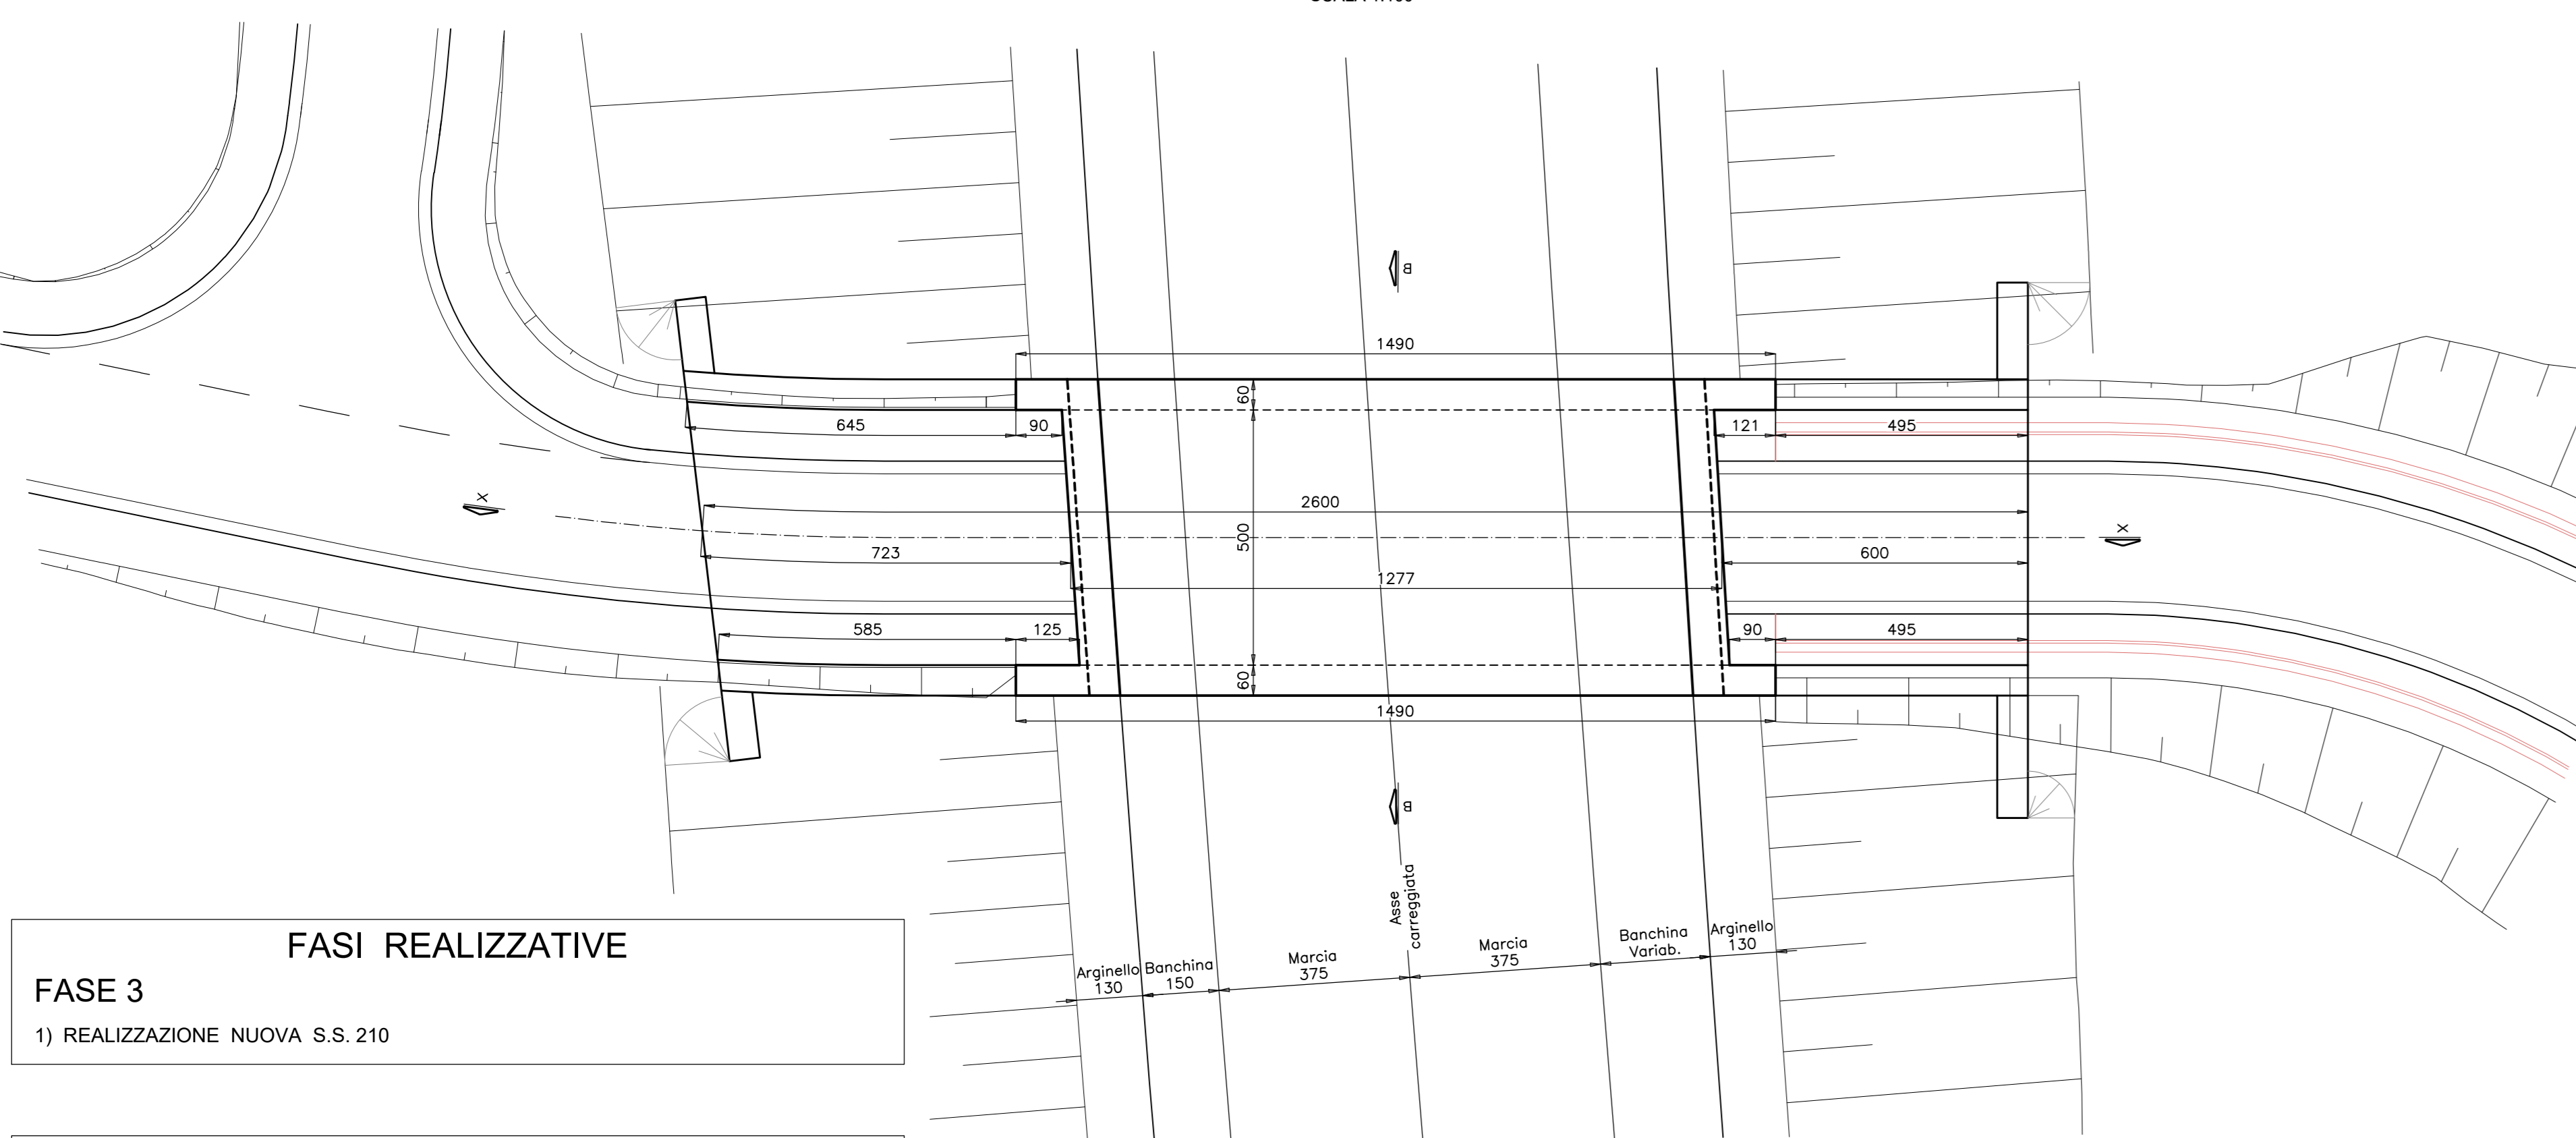 B
1490
60
645
90
121
495
X
2600
500
X
723
600
1277
585
125
90
495
60
1490
B
Asse
carreggiata
Arginello
130
Banchina
150
Marcia
375
Marcia
375
Banchina
Variab.
Arginello
130
FASI REALIZZATIVE
FASE 3
1) REALIZZAZIONE NUOVA S.S. 210